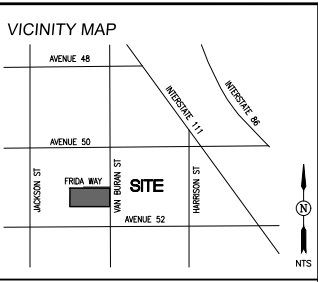 VICINITY MAP
AVENUE 48
INTERSTATE 111
INTERSTATE 86
AVENUE 50
JACKSON ST
FRIDA WAY
VAN BURAN ST
SITE
HARRISON ST
AVENUE 52
N
NTS